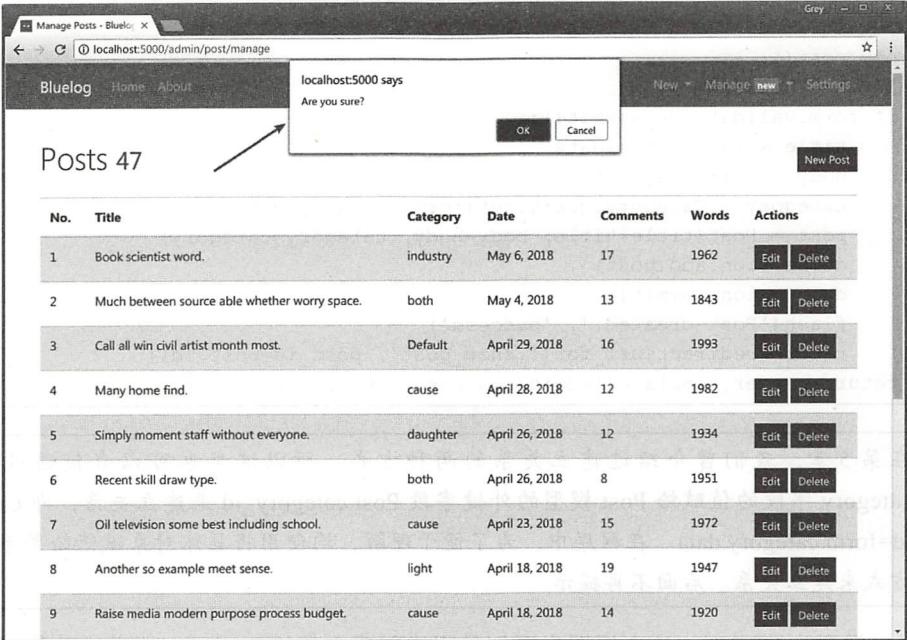 Grey
Manage Posts - Bluelog
localhost:5000/admin/post/manage
Bluelog Home About New Manage new Settings
localhost:5000 says
Are you sure?
OK Cancel
Posts 47
New Post
No. Title Category Date Comments Words Actions
1 Book scientist word. industry May 6, 2018 17 1962 Edit Delete
2 Much between source able whether worry space. both May 4, 2018 13 1843 Edit Delete
3 Call all win civil artist month most. Default April 29, 2018 16 1993 Edit Delete
4 Many home find. cause April 28, 2018 12 1982 Edit Delete
5 Simply moment staff without everyone. daughter April 26, 2018 12 1934 Edit Delete
6 Recent skill draw type. both April 26, 2018 8 1951 Edit Delete
7 Oil television some best including school. cause April 23, 2018 15 1972 Edit Delete
8 Another so example meet sense. light April 18, 2018 19 1947 Edit Delete
9 Raise media modern purpose process budget. cause April 18, 2018 14 1920 Edit Delete